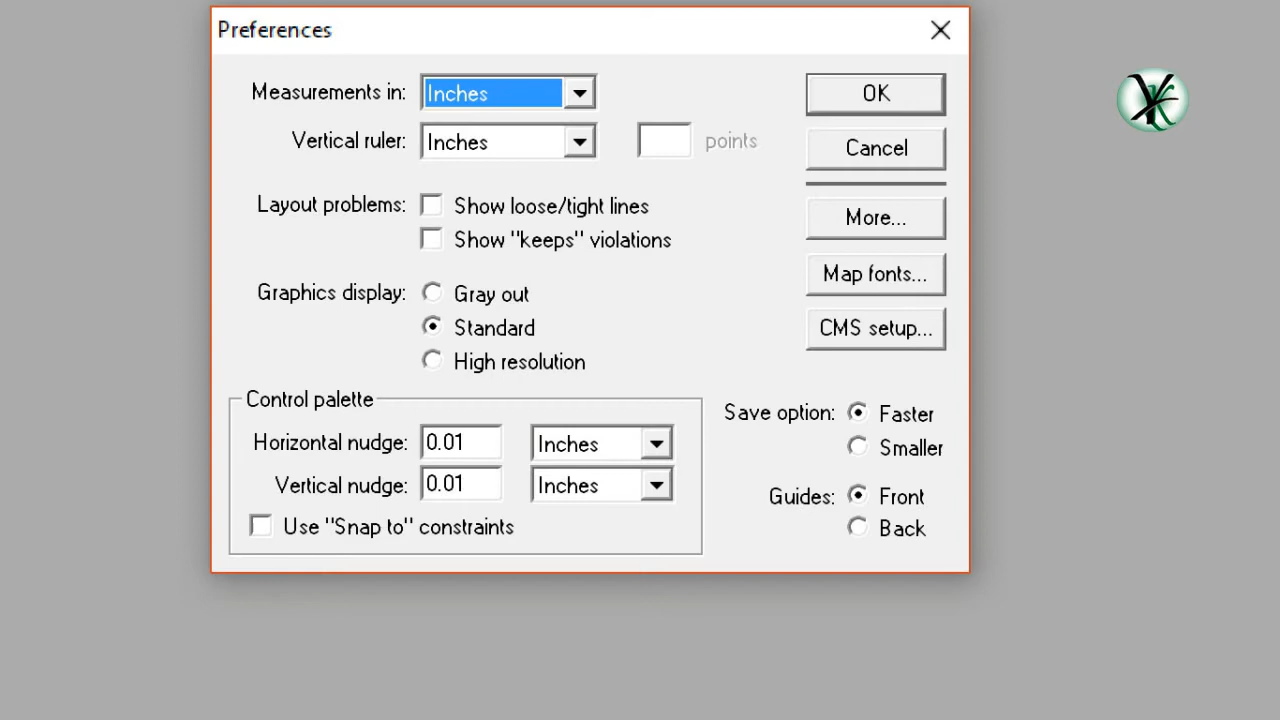 Preferences
Measurements in: Inches OK
Vertical ruler: Inches points Cancel
Layout problems: Show loose/tight lines More...
Show "keeps" violations
Map fonts...
Graphics display: Gray out
Standard CMS setup...
High resolution
Control palette
Save option: Faster
Horizontal nudge: 0.01 Inches Smaller
Vertical nudge: 0.01 Inches Guides: Front
Use "Snap to" constraints Back